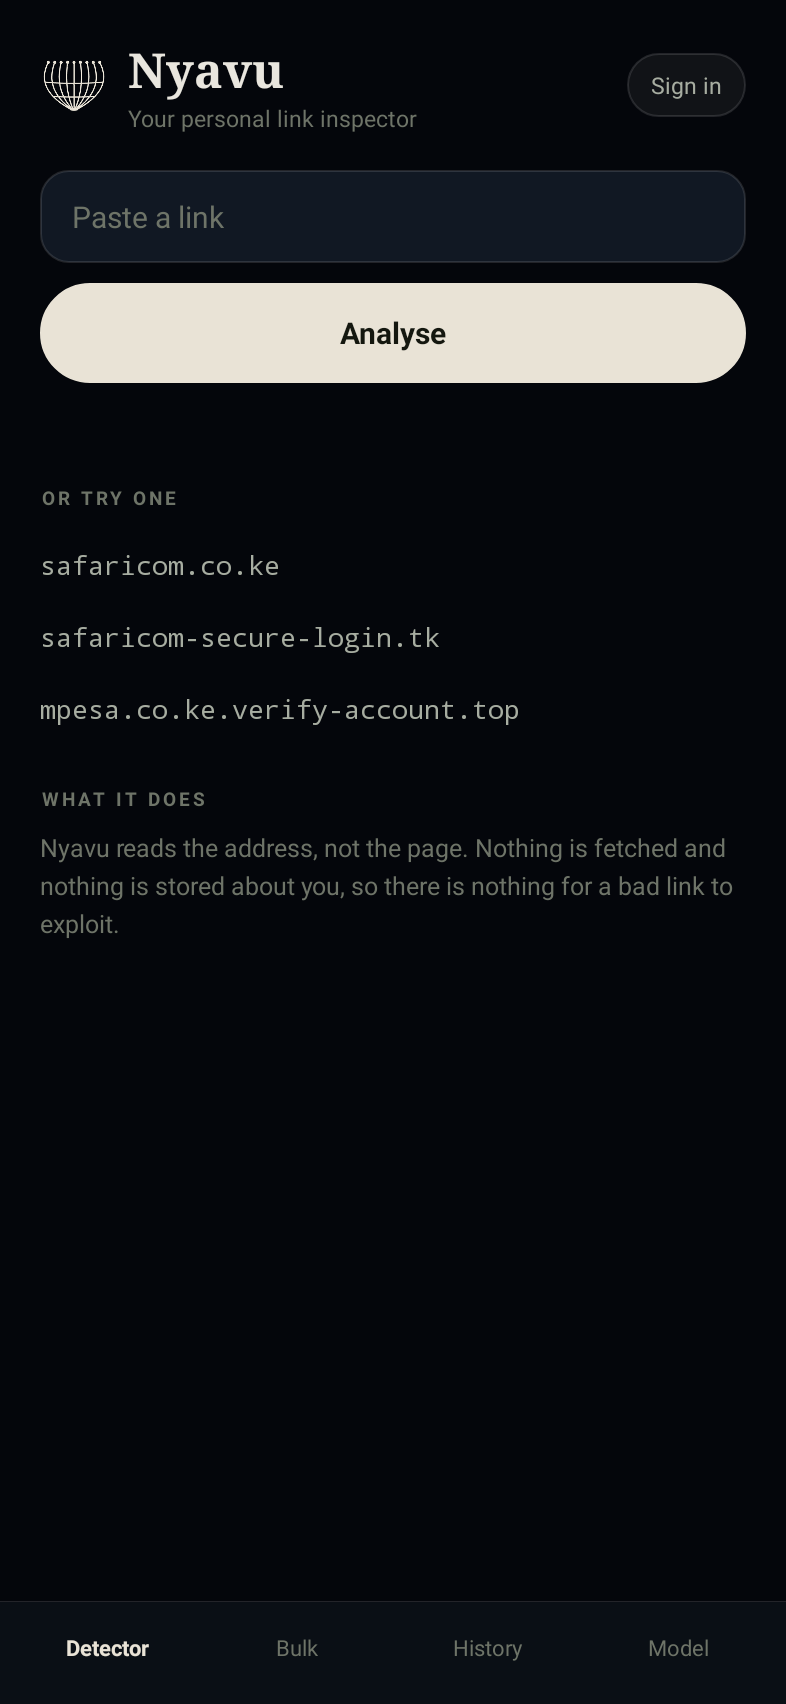 Nyavu
Your personal link inspector
Sign in
Paste a link
Analyse
OR TRY ONE
safaricom.co.ke
safaricom-secure-login.tk
mpesa.co.ke.verify-account.top
WHAT IT DOES
Nyavu reads the address, not the page. Nothing is fetched and
nothing is stored about you, so there is nothing for a bad link to
exploit.
Detector
Bulk
History
Model